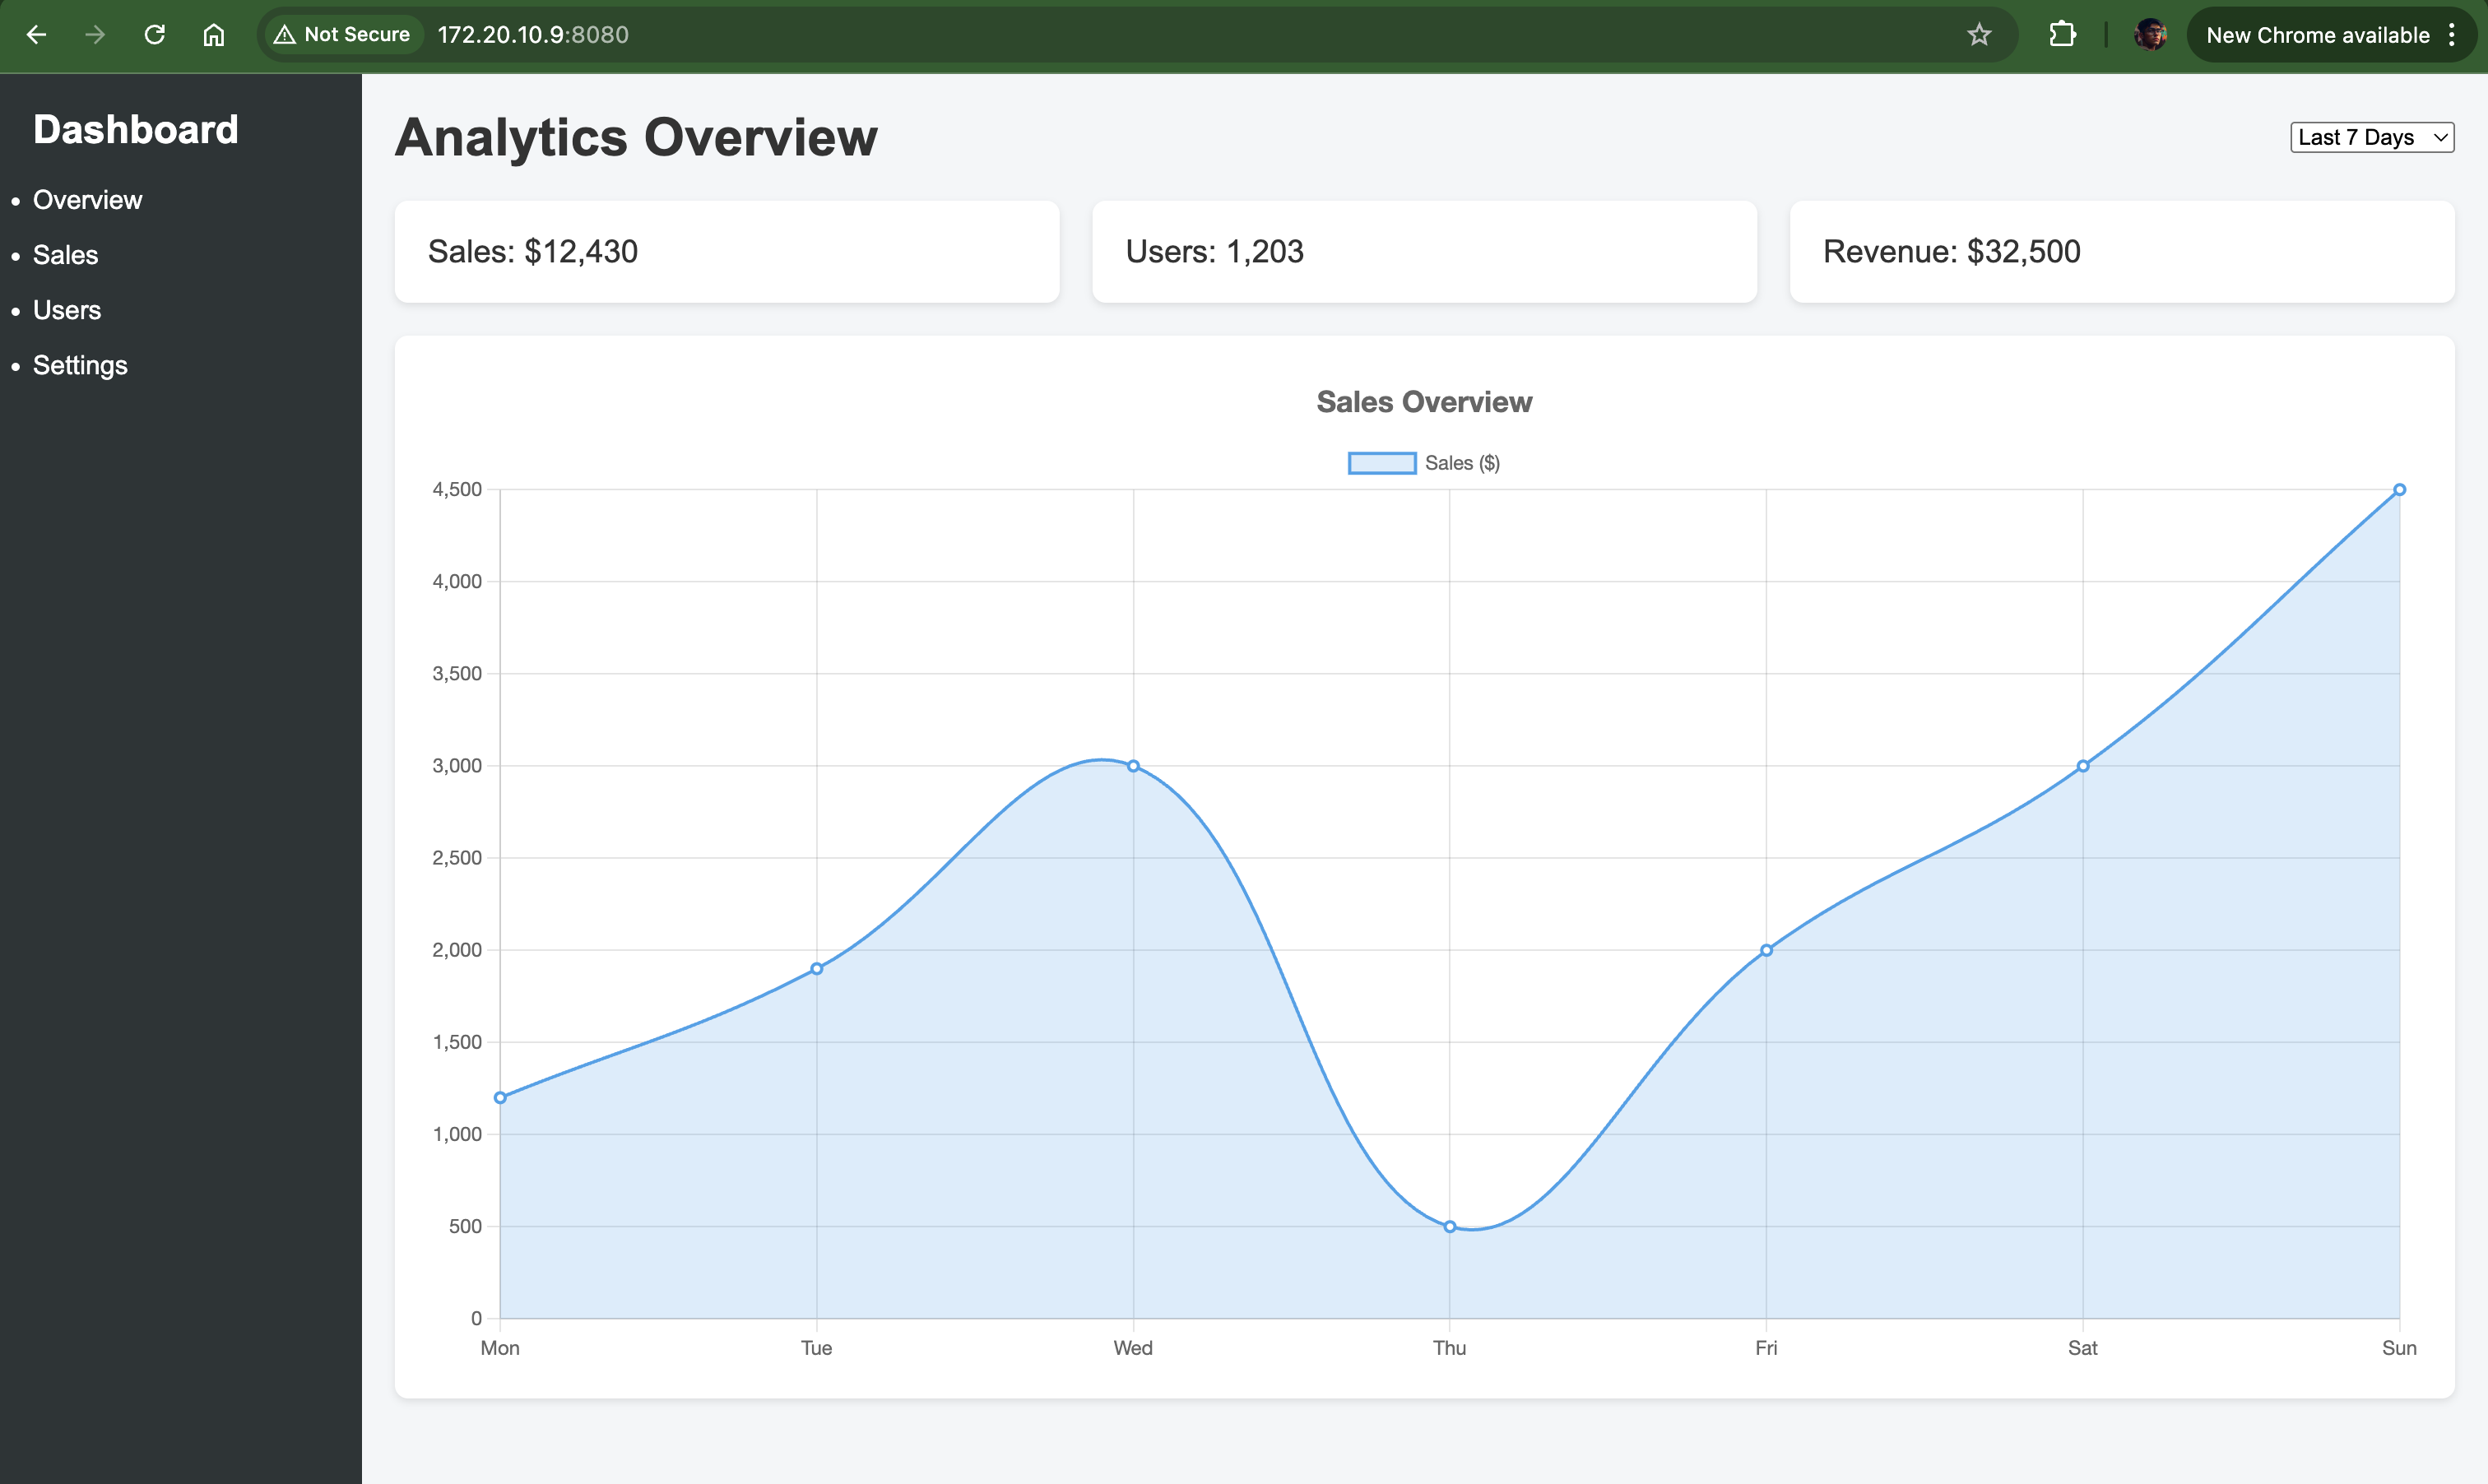 Not Secure 172.20.10.9:8080 New Chrome available
Dashboard
Overview
Sales
Users
Settings
Analytics Overview
Last 7 Days
Sales: $12,430
Users: 1,203
Revenue: $32,500
Sales Overview
Sales ($)
4,500
4,000
3,500
3,000
2,500
2,000
1,500
1,000
500
0
Mon Tue Wed Thu Fri Sat Sun